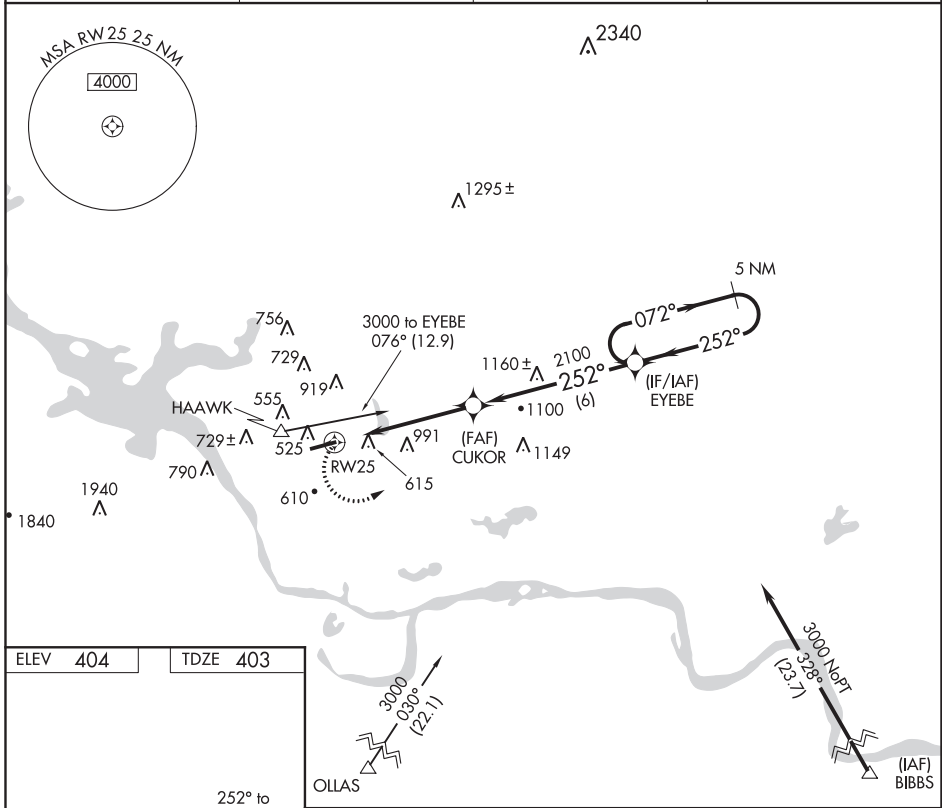 MSA RW 25 25 NM
4000
2340
1295 ±
5 NM
072°
252°
756
729
919
3000 to EYEBE
076° (12.9)
1160 ±
2100
252°
(6)
(IF/IAF)
EYEBE
555
HAAWK
729 ±
525
RW25
991
(FAF)
CUKOR
1100
1149
790
615
610
1940
1840
ELEV 404
TDZE 403
3000
030°
(22.1)
OLLAS
3000 NoPT
328°
(23.7)
(IAF)
BIBBS
252° to